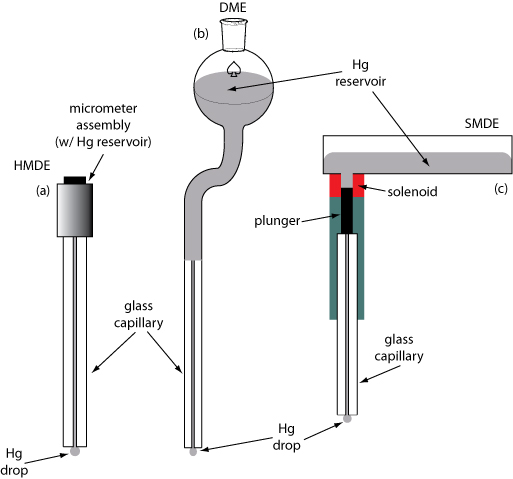 DME
(b)
Hg
reservoir
micrometer
assembly
(w/ Hg reservoir)
HMDE
(a)
SMDE
(c)
solenoid
plunger
glass
capillary
glass
capillary
Hg
drop
Hg
drop